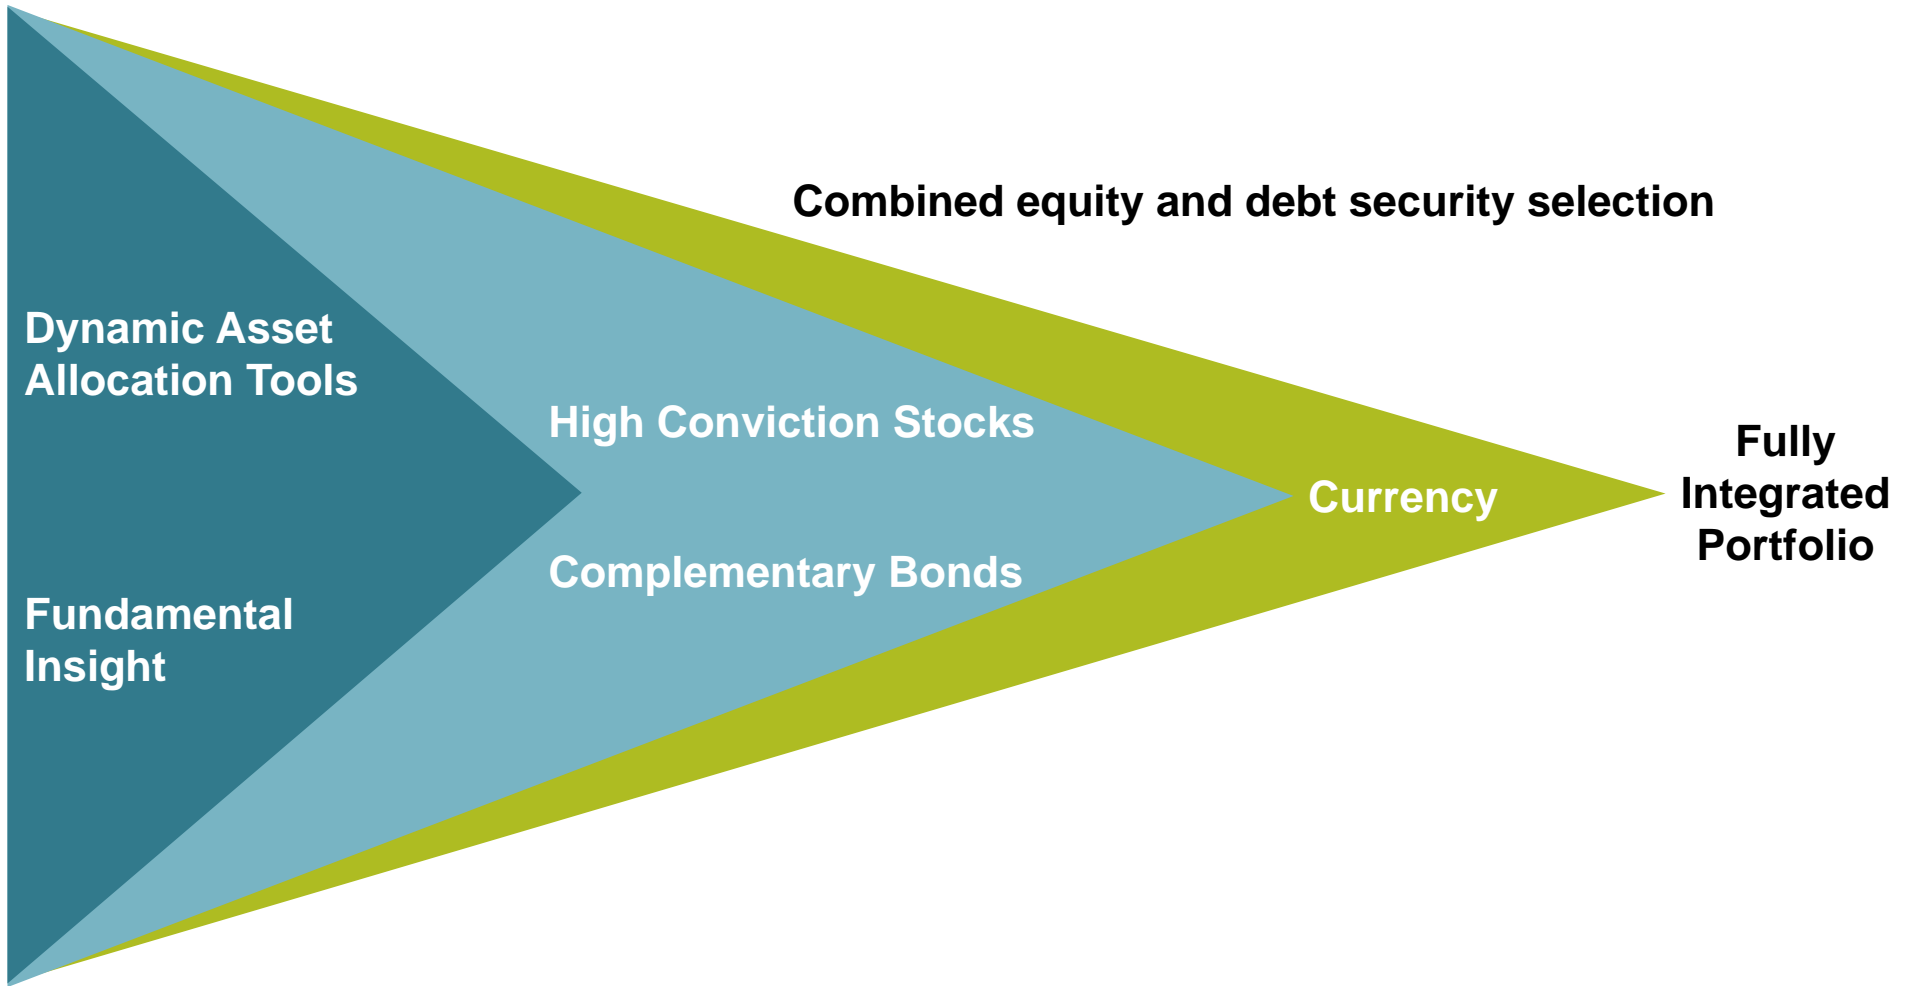 Combined equity and debt security selection
Dynamic Asset
Allocation Tools
Fundamental
Insight
High Conviction Stocks
Complementary Bonds
Currency
Fully
Integrated
Portfolio